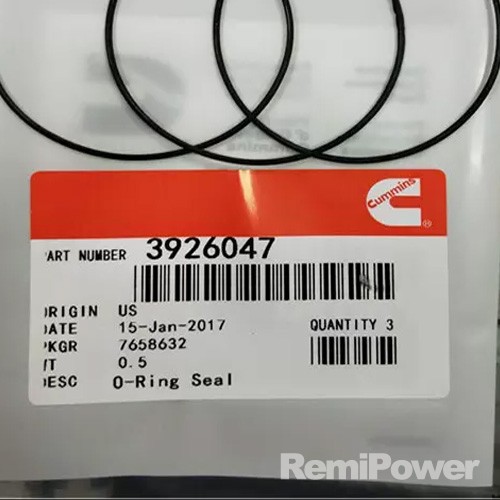 Cummins
®
'ART NUMBER 3926047
RIGIN US
ATE 15-Jan-2017
QUANTITY 3
'KGR 7658632
/T 0.5
ESC O-Ring Seal
RemiPower